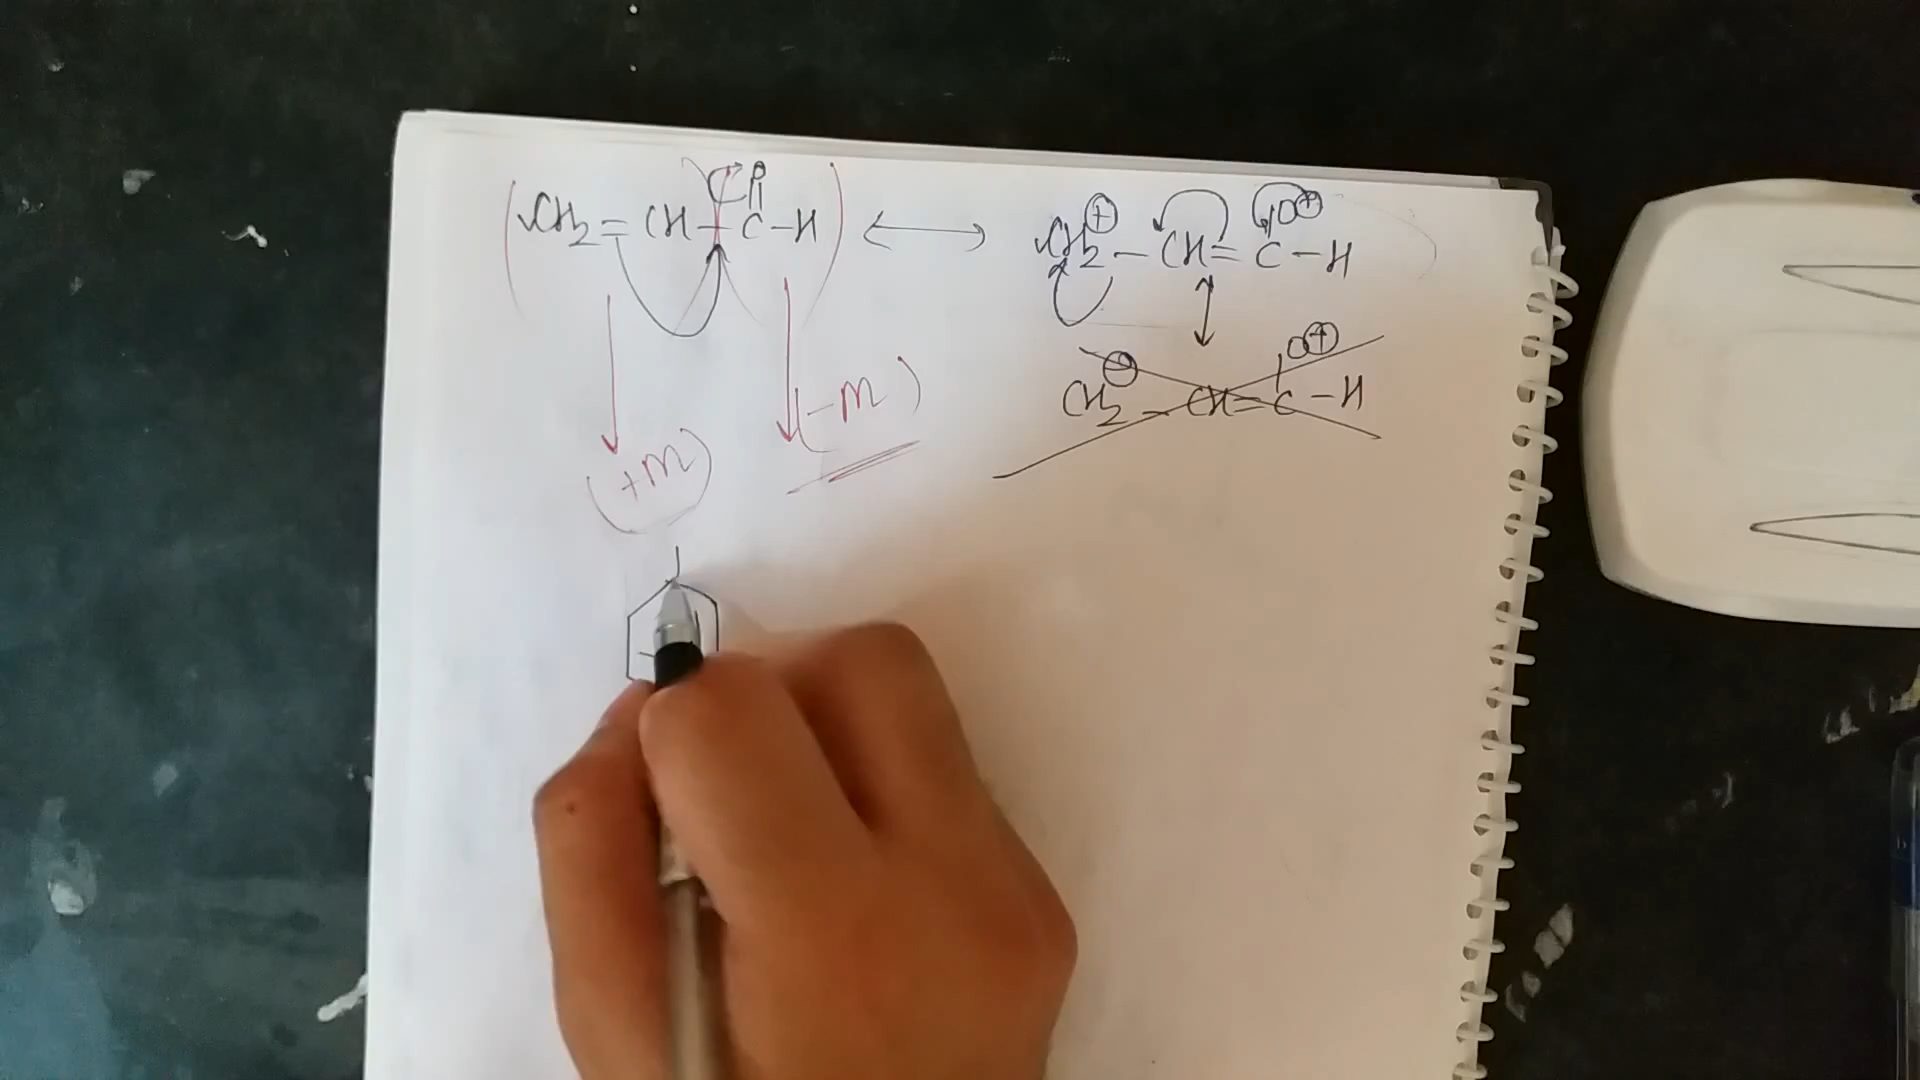 CH2 = CH - C - H ⟷ CH2 - CH = C - H
O
⊕ O⊕
(+M) (-M)
⊖ O⊕
CH2 - CH = C - H